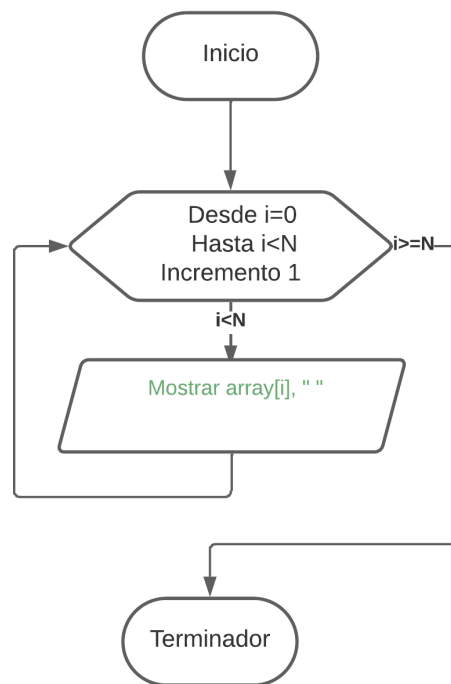 Inicio
Desde i=0
Hasta i<N
Incremento 1
i>=N
i<N
Mostrar array[i], " "
Terminador